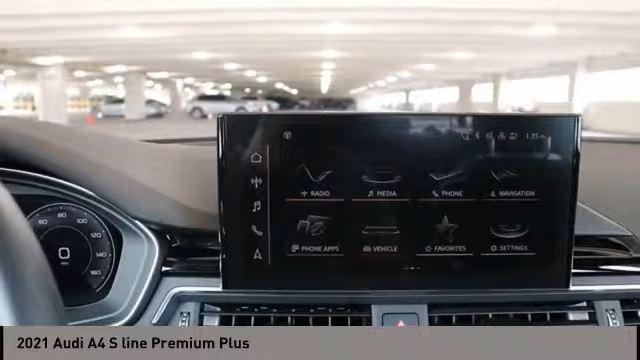 1:35
RADIO
MEDIA
PHONE
NAVIGATION
PHONE APPS
VEHICLE
FAVORITES
SETTINGS
60
80
100
120
140
160
0
2021 Audi A4 S line Premium Plus